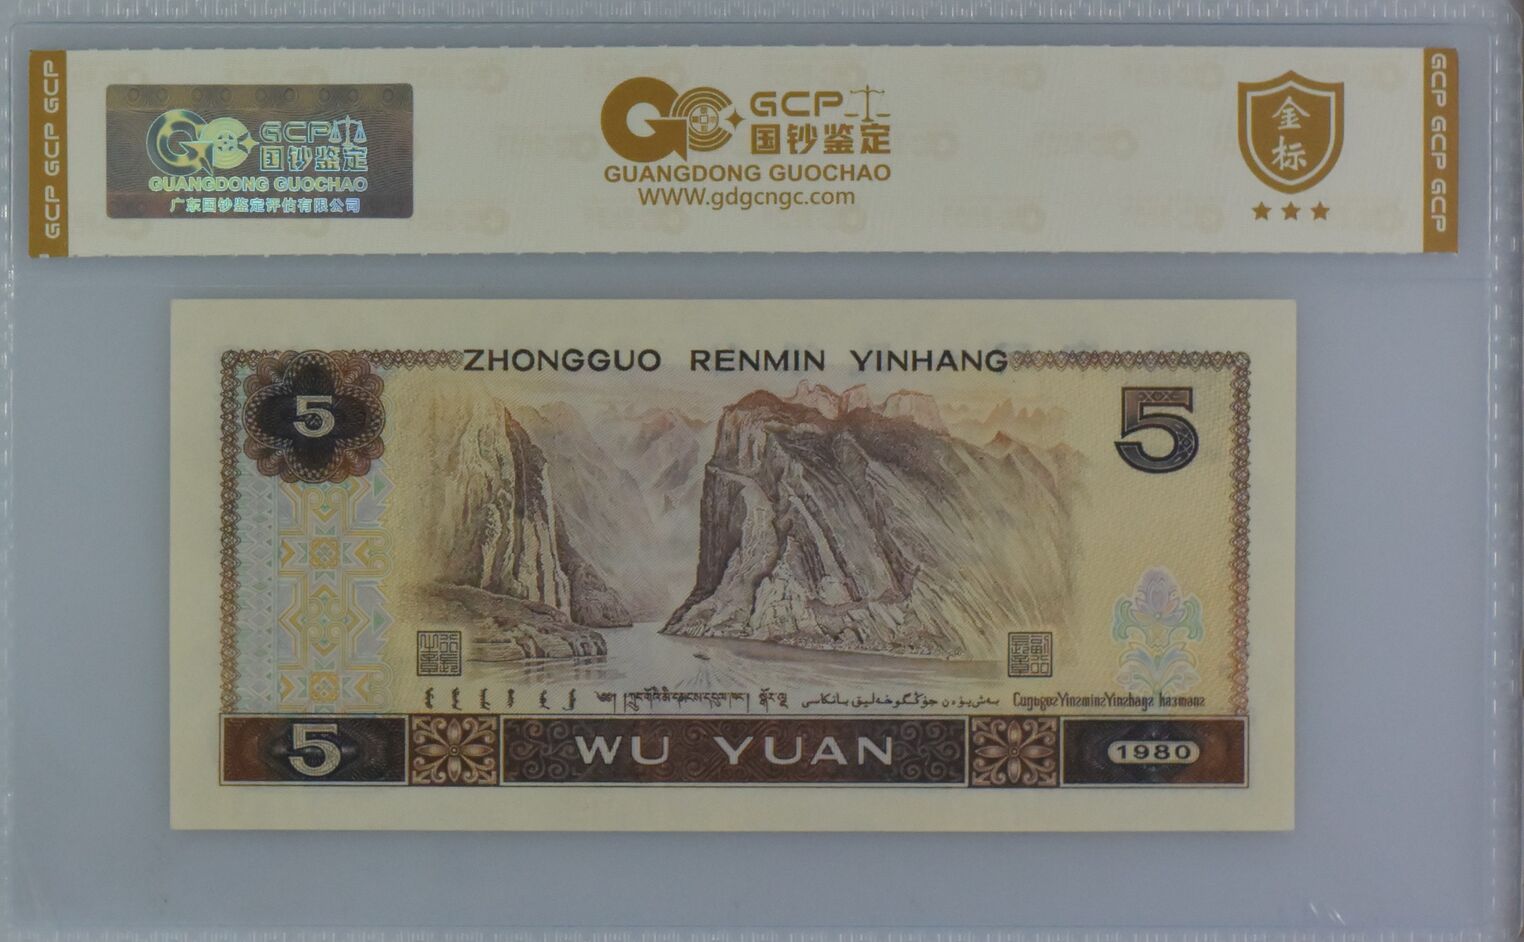 GCP GCP GCP
GCP
国钞鉴定
GUANGDONG GUOCHAO
广东国钞鉴定评估有限公司
GCP
国钞鉴定
GUANGDONG GUOCHAO
WWW.gdgcngc.com
金
标
GCP GCP GCP
ZHONGGUO RENMIN YINHANG
5
5
CungguozYinzminzYinzhangz hazmanz
5
WU YUAN
1980